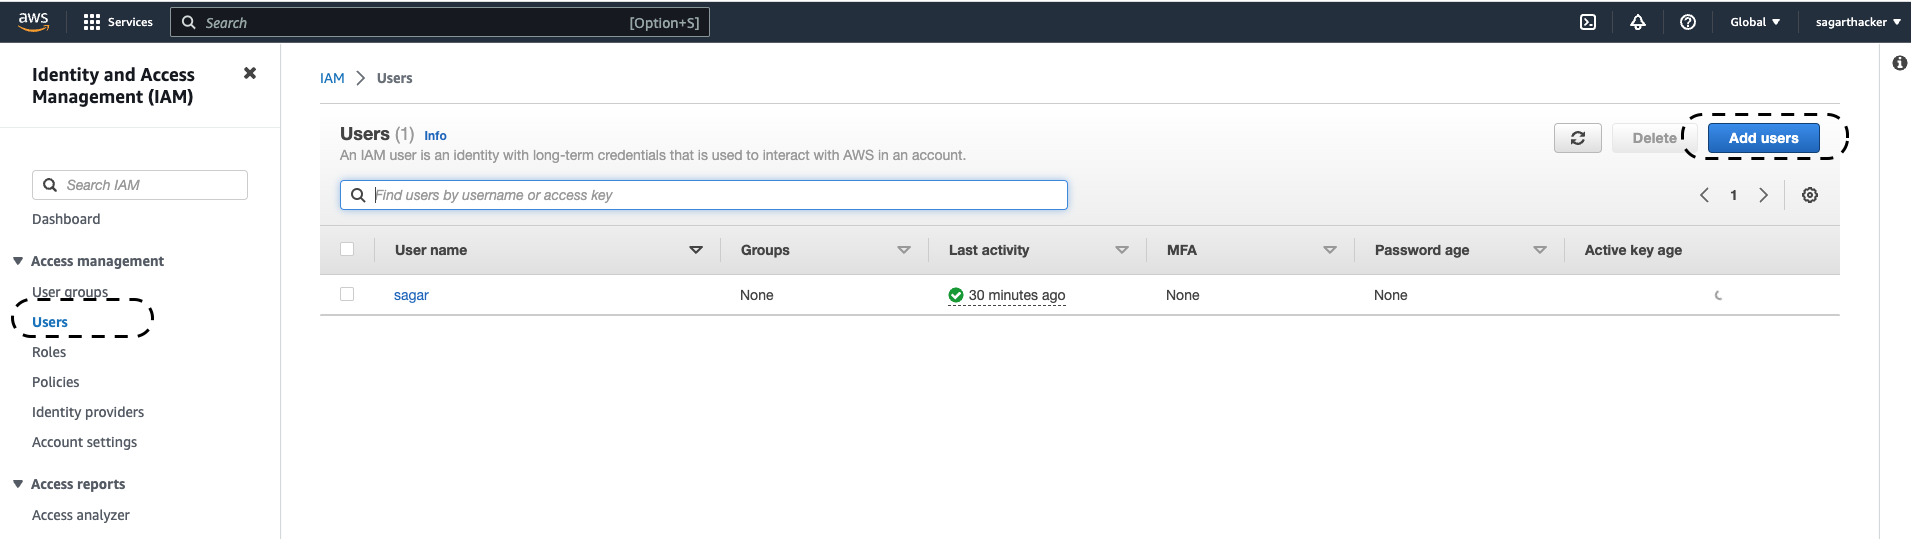 aws Services Search [Option+S] Global sagarthacker
Identity and Access
Management (IAM)
Search IAM
Dashboard
Access management
User groups
Users
Roles
Policies
Identity providers
Account settings
Access reports
Access analyzer
IAM Users
Users (1) Info
An IAM user is an identity with long-term credentials that is used to interact with AWS in an account.
Delete Add users
Find users by username or access key
1
User name Groups Last activity MFA Password age Active key age
sagar None 30 minutes ago None None